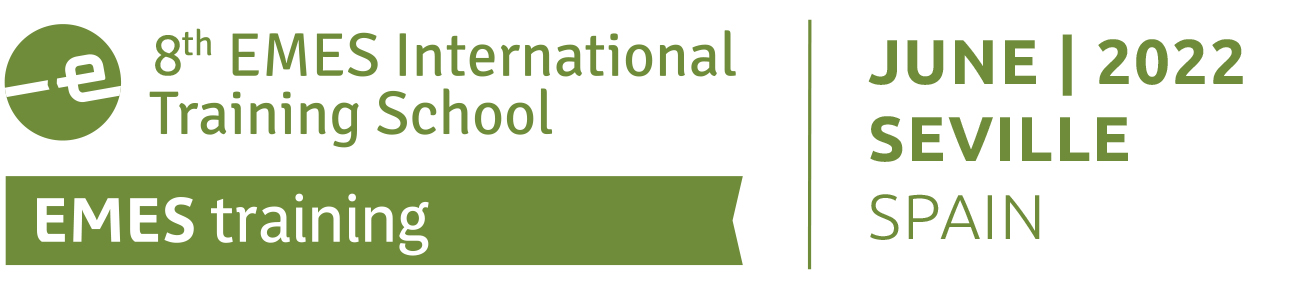 e
8th EMES International
Training School
EMES training
JUNE | 2022
SEVILLE
SPAIN